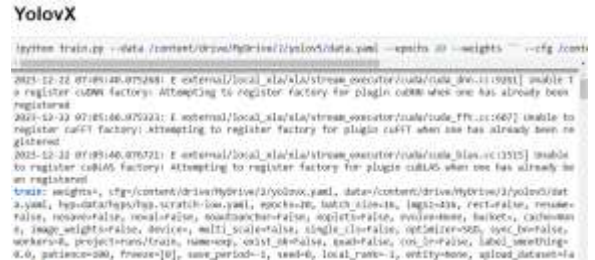 YolovX
!python train.py --data /content/drive/MyDrive/2/yolov5/data.yaml --epochs 20 --weights '' --cfg /conte
2023-12-22 07:05:40.075268: E external/local_xla/xla/stream_executor/cuda/cuda_dnn.cc:9261] Unable T
o register cuDNN factory: Attempting to register factory for plugin cuDNN when one has already been
registered
2023-12-22 07:05:40.075323: E external/local_xla/xla/stream_executor/cuda/cuda_fft.cc:607] Unable to
register cuFFT factory: Attempting to register factory for plugin cuFFT when one has already been re
gistered
2023-12-22 07:05:40.076721: E external/local_xla/xla/stream_executor/cuda/cuda_blas.cc:1515] Unable
to register cuBLAS factory: Attempting to register factory for plugin cuBLAS when one has already be
en registered
train: weights=, cfg=/content/drive/MyDrive/2/yolovx.yaml, data=/content/drive/MyDrive/2/yolov5/dat
a.yaml, hyp=data/hyps/hyp.scratch-low.yaml, epochs=20, batch_size=16, imgsz=416, rect=False, resume=
False, nosave=False, noval=False, noautoanchor=False, noplots=False, evolve=None, bucket=, cache=Non
e, image_weights=False, device=, multi_scale=False, single_cls=False, optimizer=SGD, sync_bn=False,
workers=8, project=runs/train, name=exp, exist_ok=False, quad=False, cos_lr=False, label_smoothing=
0.0, patience=100, freeze=[0], save_period=-1, seed=0, local_rank=-1, entity=None, upload_dataset=Fa